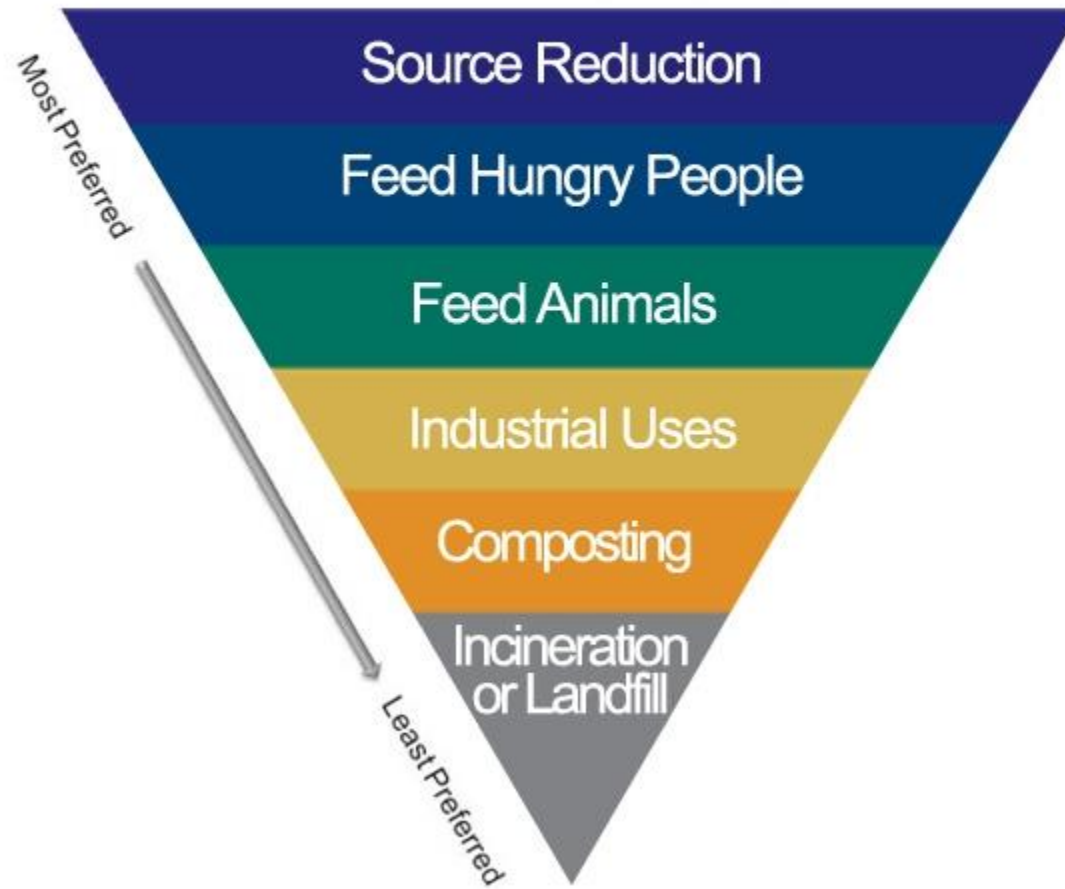 Most Preferred
Source Reduction
Feed Hungry People
Feed Animals
Industrial Uses
Composting
Incineration
or Landfill
Least Preferred